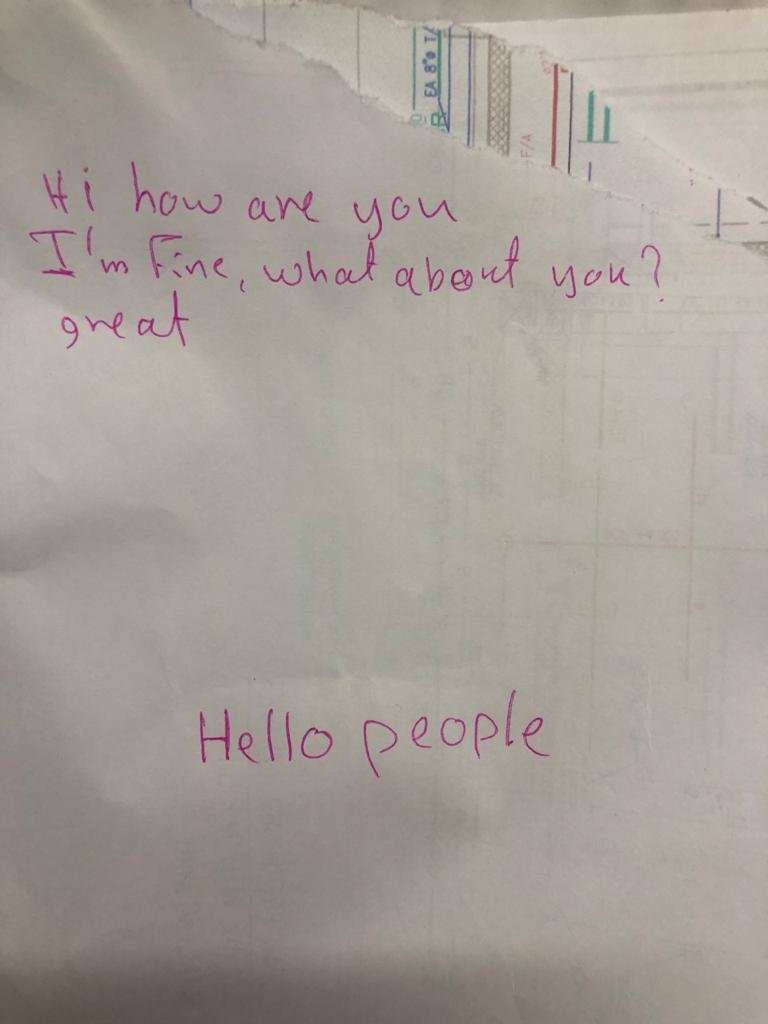 EA 8"ø T/
F/A
Hi how are you
I'm Fine, what about you?
great
Hello people